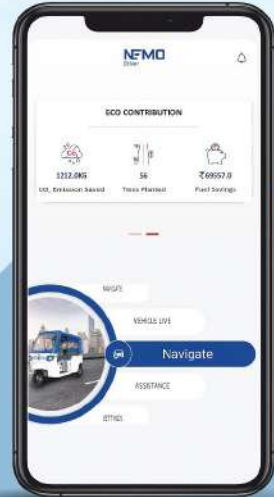 NEMO
Driver
ECO CONTRIBUTION
1212.0KG
56
₹69557.0
CO₂ Emission Saved
Trees Planted
Fuel Savings
NAVIGATE
VEHICLE LIVE
Navigate
ASSISTANCE
SETTINGS